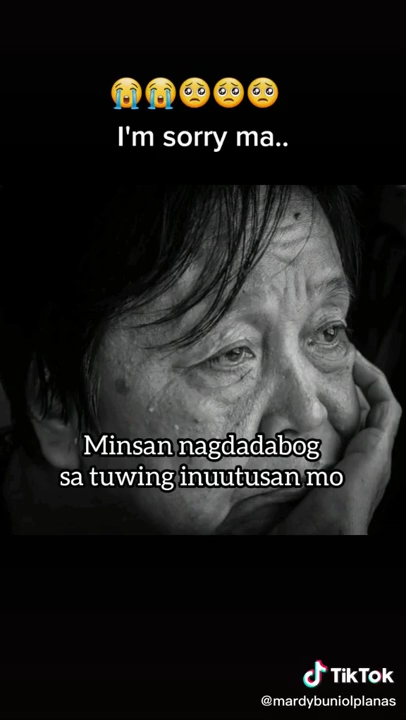 😭😭🥺🥺🥺
I'm sorry ma..
Minsan nagdadabog
sa tuwing inuutusan mo
TikTok
@mardybuniolplanas